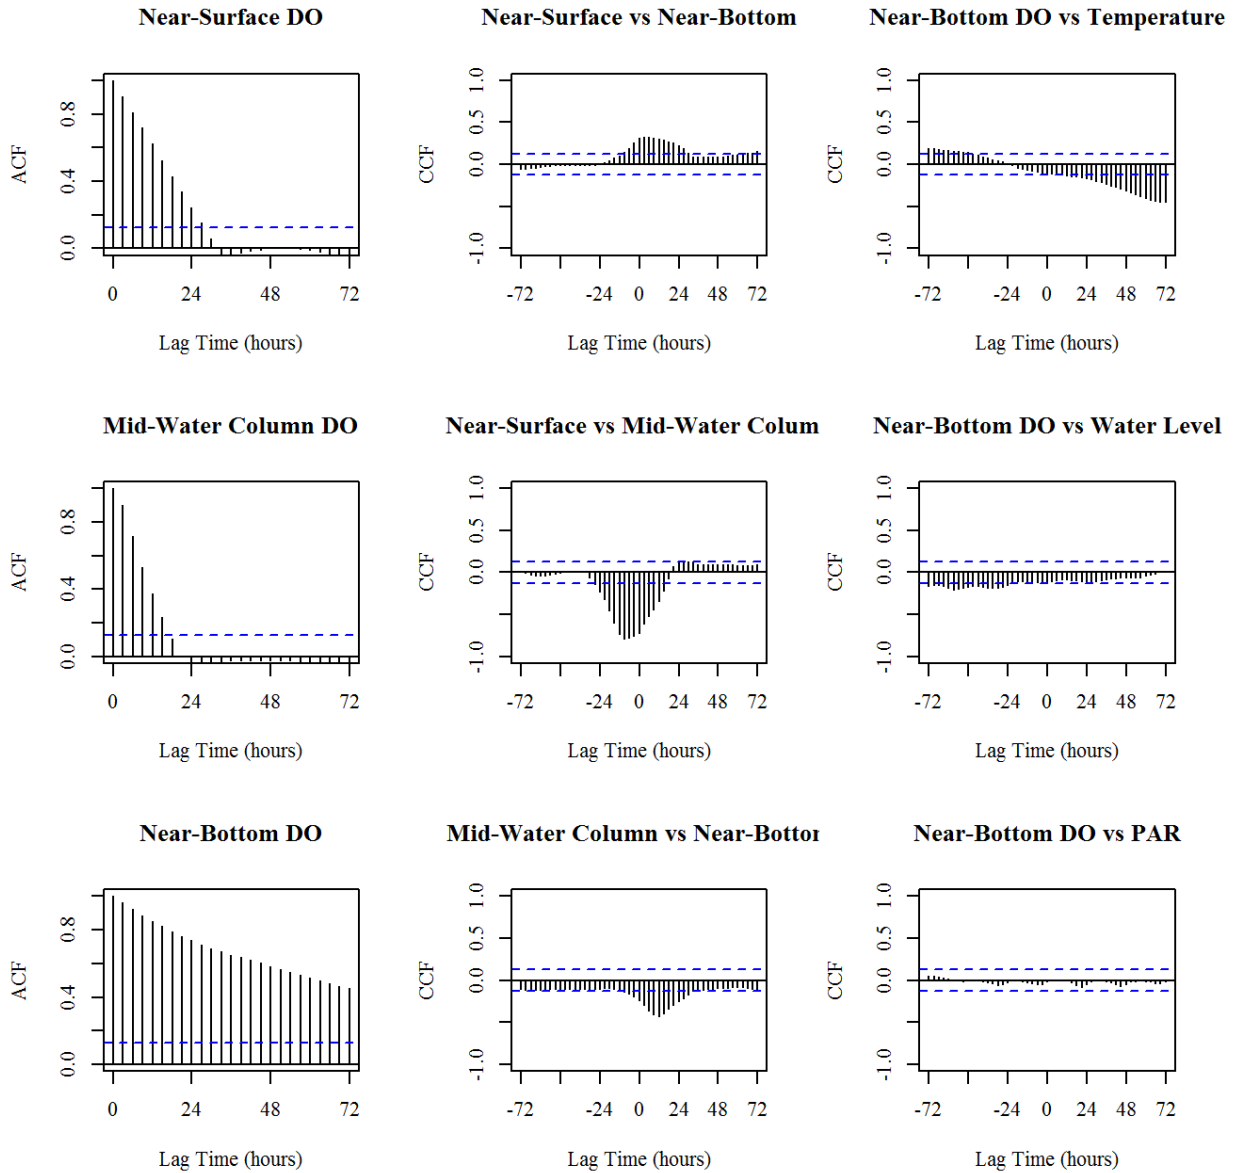 Near-Surface DO
ACF
0.0 0.4 0.8
0 24 48 72
Lag Time (hours)
Near-Surface vs Near-Bottom
CCF
-1.0 0.0 0.5 1.0
-72 -24 0 24 48 72
Lag Time (hours)
Near-Bottom DO vs Temperature
CCF
-1.0 0.0 0.5 1.0
-72 -24 0 24 48 72
Lag Time (hours)
Mid-Water Column DO
ACF
0.0 0.4 0.8
0 24 48 72
Lag Time (hours)
Near-Surface vs Mid-Water Colum
CCF
-1.0 0.0 0.5 1.0
-72 -24 0 24 48 72
Lag Time (hours)
Near-Bottom DO vs Water Level
CCF
-1.0 0.0 0.5 1.0
-72 -24 0 24 48 72
Lag Time (hours)
Near-Bottom DO
ACF
0.0 0.4 0.8
0 24 48 72
Lag Time (hours)
Mid-Water Column vs Near-Bottor
CCF
-1.0 0.0 0.5 1.0
-72 -24 0 24 48 72
Lag Time (hours)
Near-Bottom DO vs PAR
CCF
-1.0 0.0 0.5 1.0
-72 -24 0 24 48 72
Lag Time (hours)